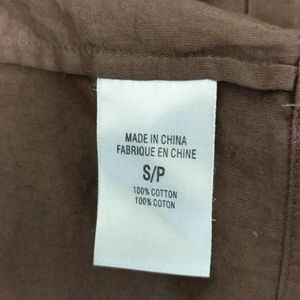 MADE IN CHINA
FABRIQUE EN CHINE
S/P
100% COTTON
100% COTON